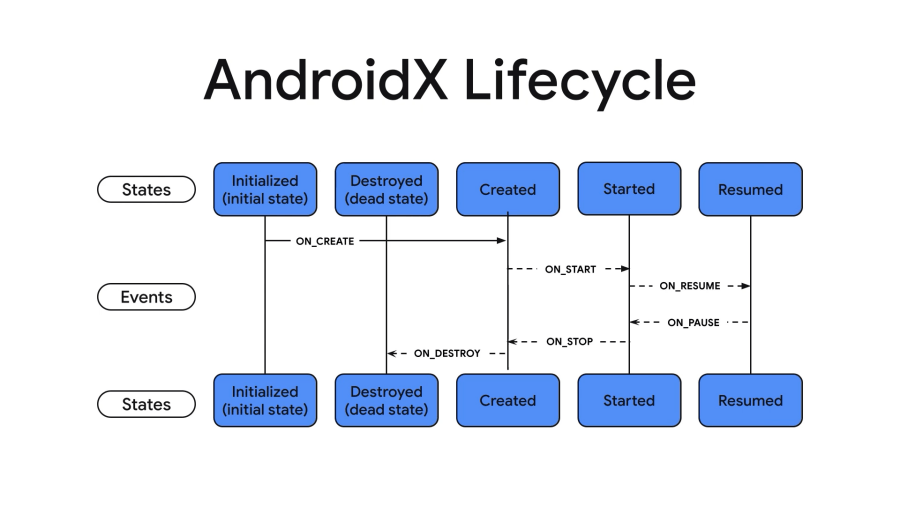 AndroidX Lifecycle
States
Initialized
(initial state)
Destroyed
(dead state)
Created
Started
Resumed
ON_CREATE
ON_START
ON_RESUME
Events
ON_PAUSE
ON_STOP
ON_DESTROY
States
Initialized
(initial state)
Destroyed
(dead state)
Created
Started
Resumed